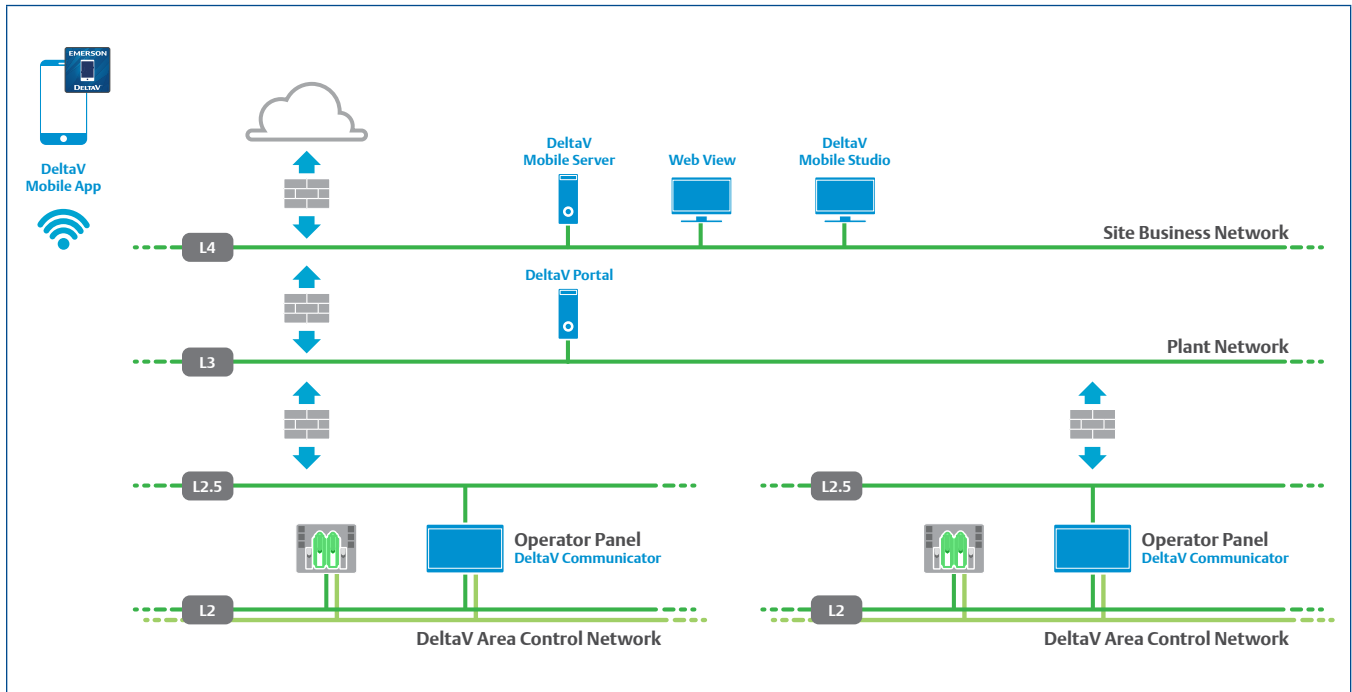 EMERSON
DELTAV
DeltaV
Mobile App
DeltaV
Mobile Server
Web View
DeltaV
Mobile Studio
L4
Site Business Network
DeltaV Portal
L3
Plant Network
L2.5
Operator Panel
DeltaV Communicator
L2
DeltaV Area Control Network
L2.5
Operator Panel
DeltaV Communicator
L2
DeltaV Area Control Network